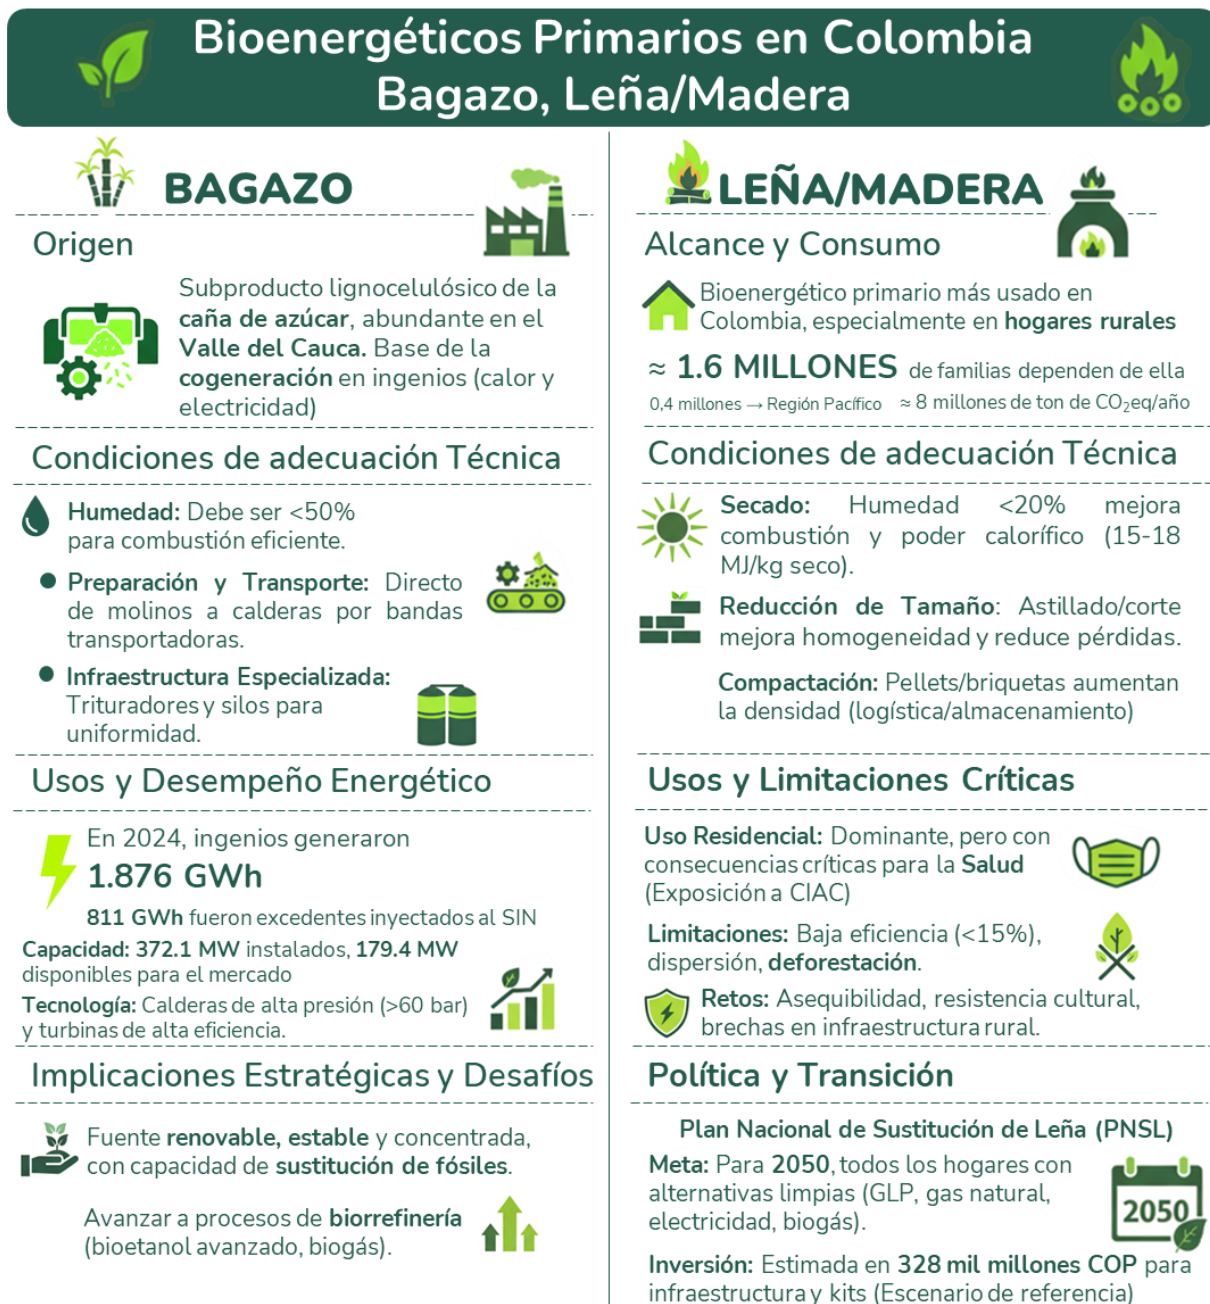 Bioenergéticos Primarios en Colombia
Bagazo, Leña/Madera
BAGAZO
Origen
Subproducto lignocelulósico de la
caña de azúcar, abundante en el
Valle del Cauca. Base de la
cogeneración en ingenios (calor y
electricidad)
Condiciones de adecuación Técnica
Humedad: Debe ser <50%
para combustión eficiente.
Preparación y Transporte: Directo
de molinos a calderas por bandas
transportadoras.
Infraestructura Especializada:
Trituradores y silos para
uniformidad.
Usos y Desempeño Energético
En 2024, ingenios generaron
1.876 GWh
811 GWh fueron excedentes inyectados al SIN
Capacidad: 372.1 MW instalados, 179.4 MW
disponibles para el mercado
Tecnología: Calderas de alta presión (>60 bar)
y turbinas de alta eficiencia.
Implicaciones Estratégicas y Desafíos
Fuente renovable, estable y concentrada,
con capacidad de sustitución de fósiles.
Avanzar a procesos de biorrefinería
(bioetanol avanzado, biogás).
LEÑA/MADERA
Alcance y Consumo
Bioenergético primario más usado en
Colombia, especialmente en hogares rurales
≈ 1.6 MILLONES de familias dependen de ella
0,4 millones → Región Pacífico ≈ 8 millones de ton de CO₂eq/año
Condiciones de adecuación Técnica
Secado: Humedad <20% mejora
combustión y poder calorífico (15-18
MJ/kg seco).
Reducción de Tamaño: Astillado/corte
mejora homogeneidad y reduce pérdidas.
Compactación: Pellets/briquetas aumentan
la densidad (logística/almacenamiento)
Usos y Limitaciones Críticas
Uso Residencial: Dominante, pero con
consecuencias críticas para la Salud
(Exposición a CIAC)
Limitaciones: Baja eficiencia (<15%),
dispersión, deforestación.
Retos: Asequibilidad, resistencia cultural,
brechas en infraestructura rural.
Política y Transición
Plan Nacional de Sustitución de Leña (PNSL)
Meta: Para 2050, todos los hogares con
alternativas limpias (GLP, gas natural,
electricidad, biogás).
2050
Inversión: Estimada en 328 mil millones COP para
infraestructura y kits (Escenario de referencia)